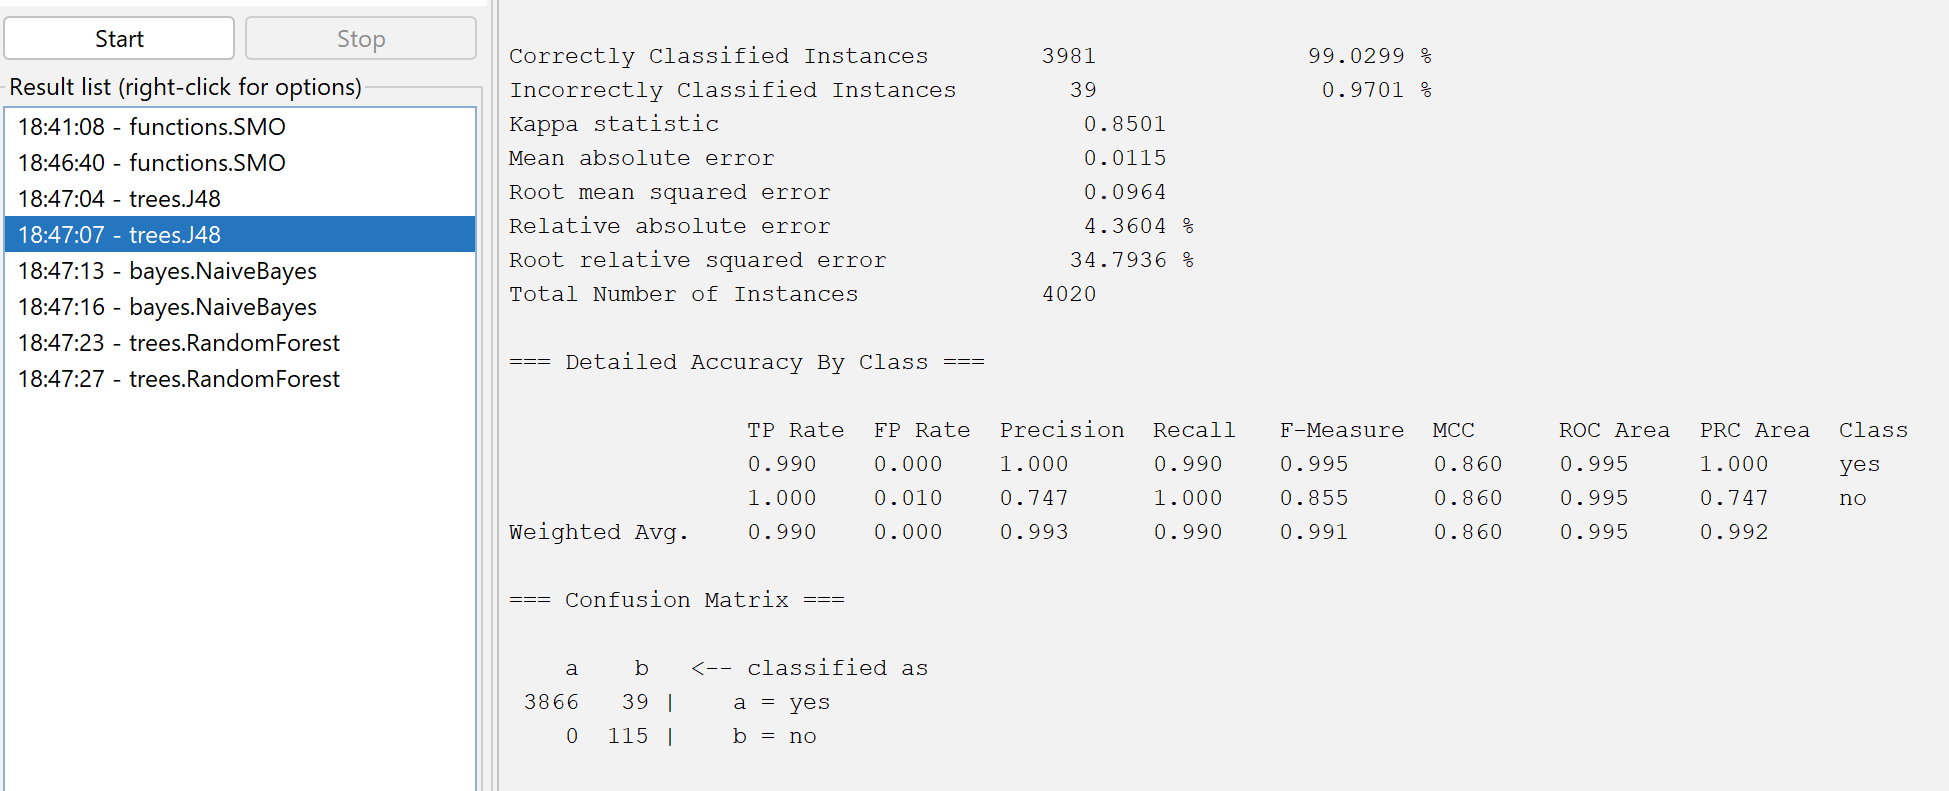 Start Stop
Result list (right-click for options)
18:41:08 - functions.SMO
18:46:40 - functions.SMO
18:47:04 - trees.J48
18:47:07 - trees.J48
18:47:13 - bayes.NaiveBayes
18:47:16 - bayes.NaiveBayes
18:47:23 - trees.RandomForest
18:47:27 - trees.RandomForest
Correctly Classified Instances 3981 99.0299 %
Incorrectly Classified Instances 39 0.9701 %
Kappa statistic 0.8501
Mean absolute error 0.0115
Root mean squared error 0.0964
Relative absolute error 4.3604 %
Root relative squared error 34.7936 %
Total Number of Instances 4020
=== Detailed Accuracy By Class ===
TP Rate FP Rate Precision Recall F-Measure MCC ROC Area PRC Area Class
0.990 0.000 1.000 0.990 0.995 0.860 0.995 1.000 yes
1.000 0.010 0.747 1.000 0.855 0.860 0.995 0.747 no
Weighted Avg. 0.990 0.000 0.993 0.990 0.991 0.860 0.995 0.992
=== Confusion Matrix ===
a b <-- classified as
3866 39 | a = yes
0 115 | b = no